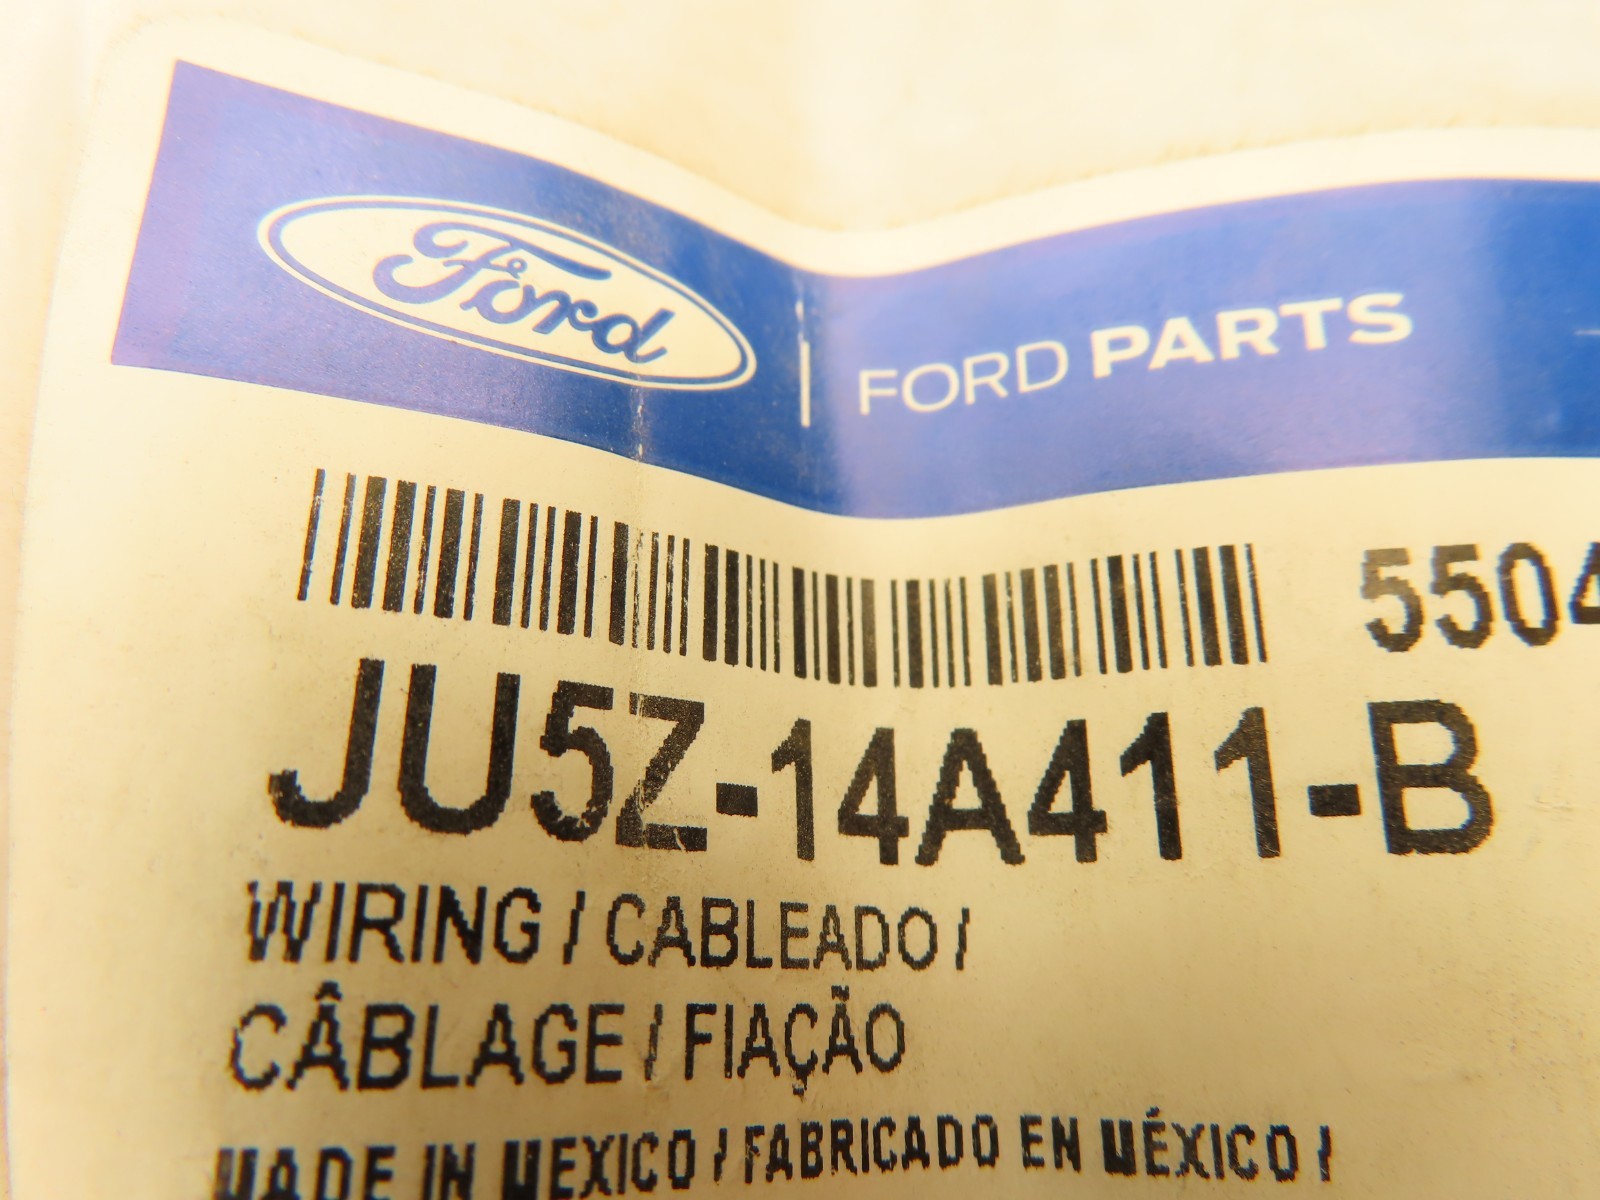 Ford
FORD PARTS
5504
JU5Z-14A411-B
WIRING / CABLEADO /
CÂBLAGE / FIAÇÃO
MADE IN MEXICO / FABRICADO EN MÉXICO /